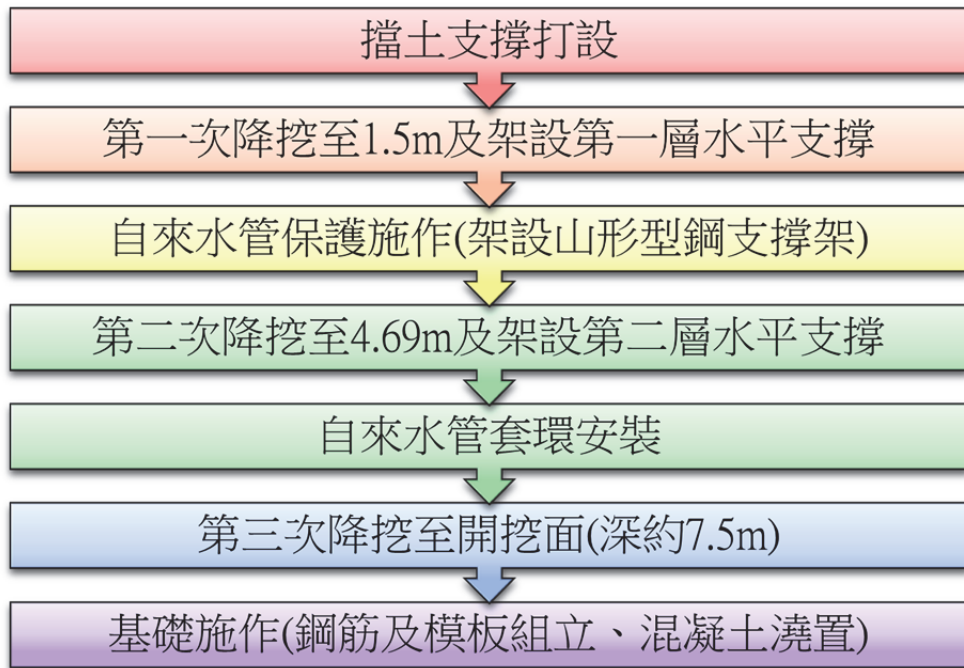 擋土支撐打設
第一次降挖至1.5m及架設第一層水平支撐
自來水管保護施作(架設山形型鋼支撐架)
第二次降挖至4.69m及架設第二層水平支撐
自來水管套環安裝
第三次降挖至開挖面(深約7.5m)
基礎施作(鋼筋及模板組立、混凝土澆置)